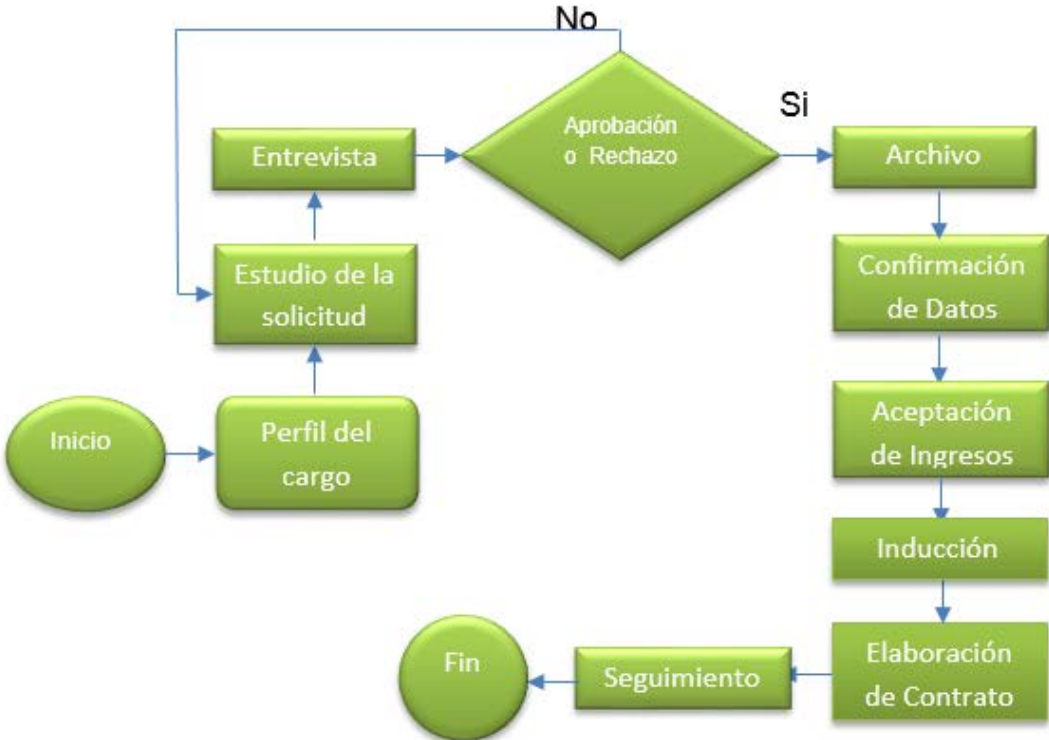 No
Si
Aprobación
o Rechazo
Entrevista
Archivo
Estudio de la
solicitud
Confirmación
de Datos
Inicio
Perfil del
cargo
Aceptación
de Ingresos
Inducción
Elaboración
de Contrato
Seguimiento
Fin